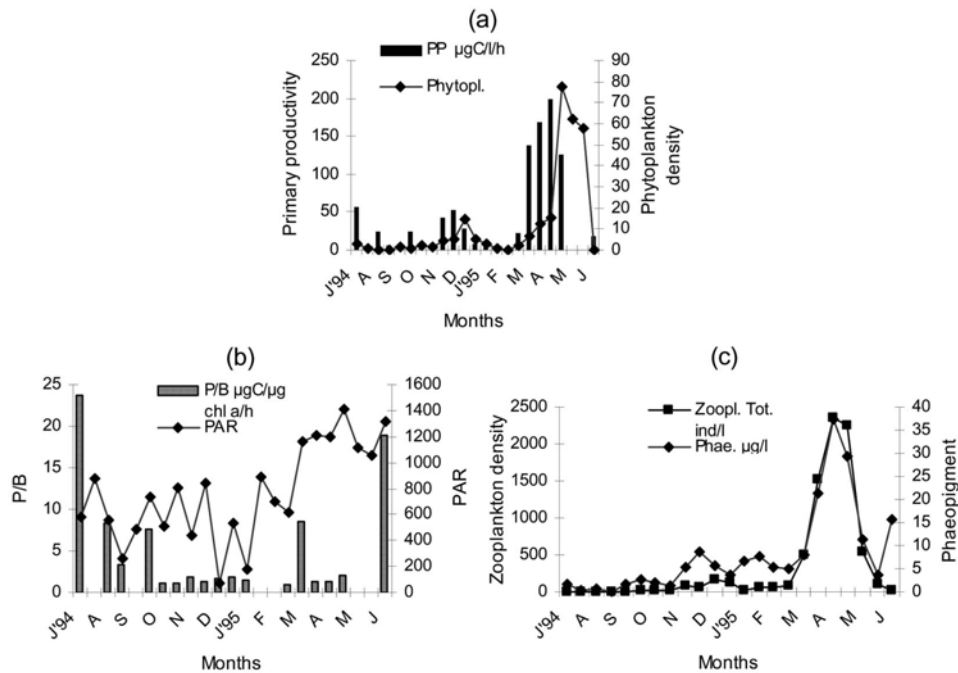 (a)
PP µgC/l/h
Phytopl.
250
200
150
100
50
0
Primary productivity
90
80
70
60
50
40
30
20
10
0
Phytoplankton
density
J'94 A S O N D J'95 F M A M J
Months
(b)
P/B µgC/µg
chl a/h
PAR
25
20
15
10
5
0
P/B
1600
1400
1200
1000
800
600
400
200
0
PAR
J'94 A S O N D J'95 F M A M J
Months
(c)
Zoopl. Tot.
ind/l
Phae. µg/l
2500
2000
1500
1000
500
0
Zooplankton density
40
35
30
25
20
15
10
5
0
Phaeopigment
J'94 A S O N D J'95 F M A M J
Months